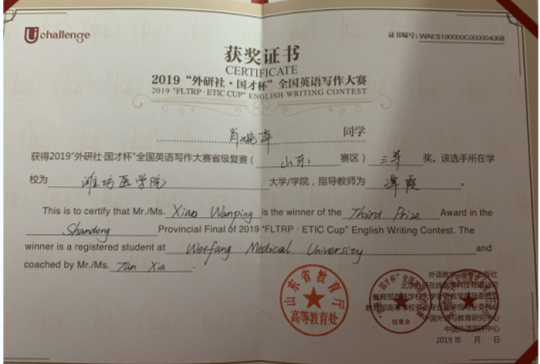 Uchallenge
证书编号: WAES190000C00000406B
获奖证书
CERTIFICATE
2019 “外研社·国才杯” 全国英语写作大赛
2019 "FLTRP·ETIC CUP" ENGLISH WRITING CONTEST
肖婉萍 同学
获得2019“外研社·国才杯”全国英语写作大赛省级复赛( 山东 赛区) 三等 奖。该选手所在学
校为 潍坊医学院 大学/学院,指导教师为 谭霞 。
This is to certify that Mr./Ms. Xiao Wanping is the winner of the Third Prize Award in the
Shandong Provincial Final of 2019 "FLTRP·ETIC Cup" English Writing Contest. The
winner is a registered student at Weifang Medical University and
coached by Mr./Ms. Tan Xia .
山东省教育厅
高等教育处
2019年 月 日